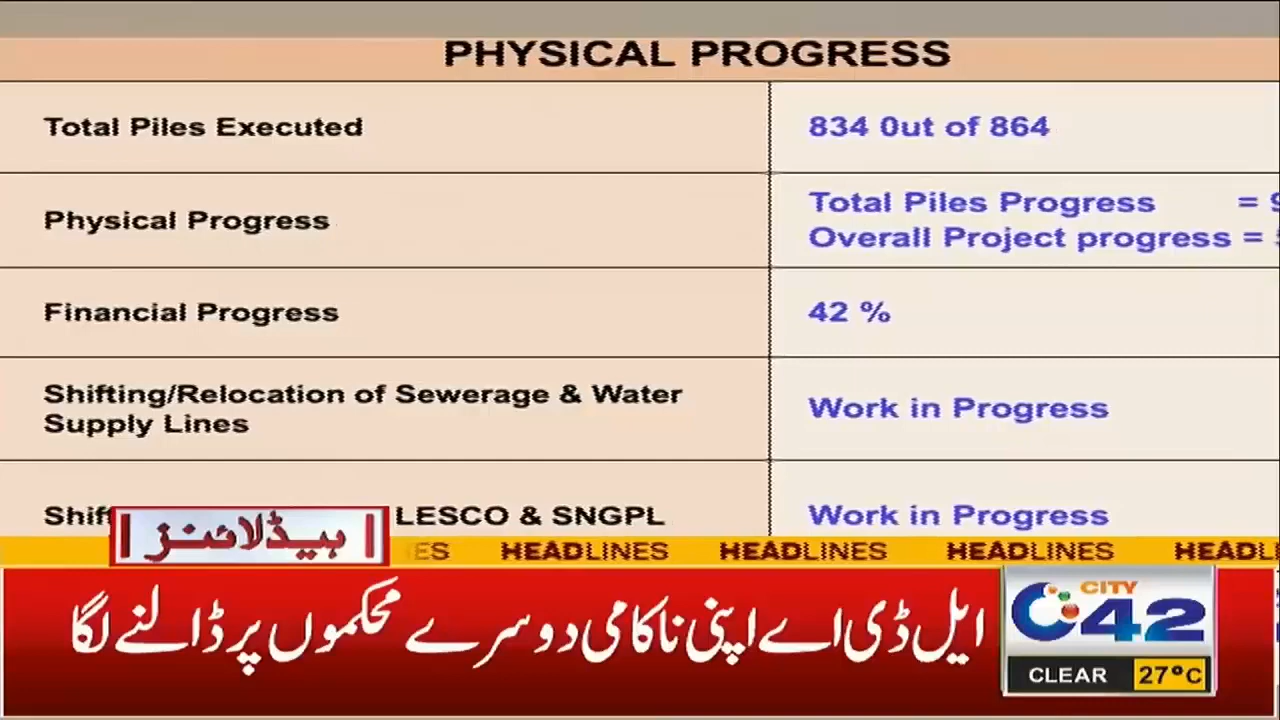 PHYSICAL PROGRESS
Total Piles Executed
834 0ut of 864
Physical Progress
Total Piles Progress =
Overall Project progress =
Financial Progress
42 %
Shifting/Relocation of Sewerage & Water
Supply Lines
Work in Progress
LESCO & SNGPL
Work in Progress
ہیڈلائنز
HEADLINES HEADLINES HEADLINES
ایل ڈی اے اپنی ناکامی دوسرے محکموں پر ڈالنے لگا
CITY
42
CLEAR 27°C